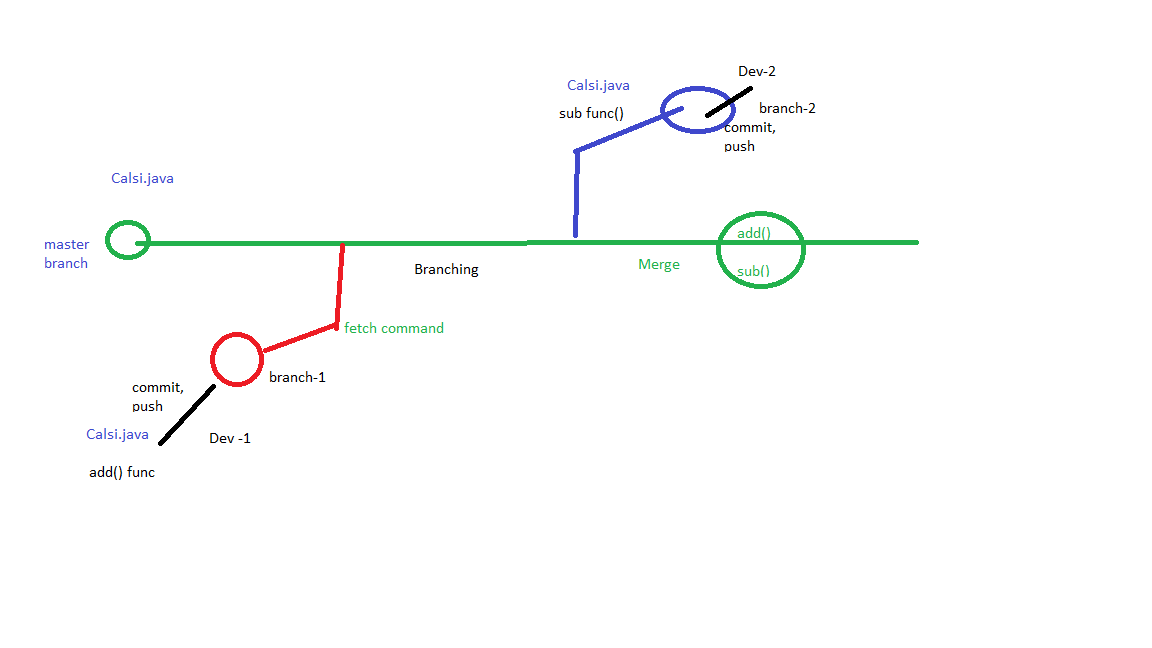 Dev-2
Calsi.java
branch-2
sub func()
commit,
push
Calsi.java
master
branch
add()
Merge
sub()
Branching
fetch command
branch-1
commit,
push
Calsi.java
Dev -1
add() func